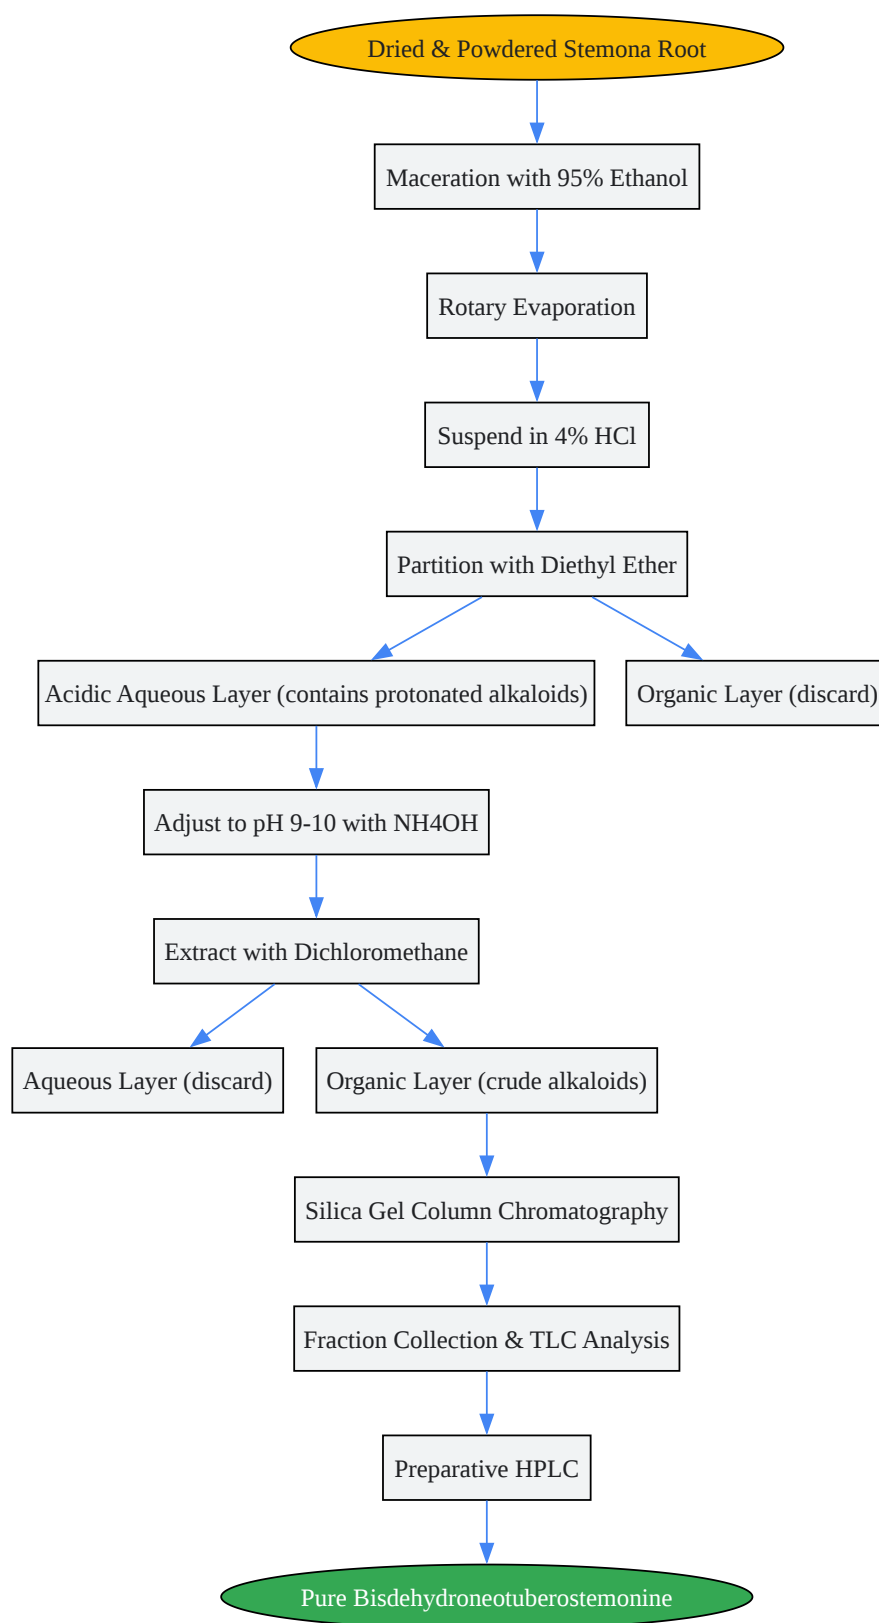 Dried & Powdered Stemona Root
Maceration with 95% Ethanol
Rotary Evaporation
Suspend in 4% HCl
Partition with Diethyl Ether
Acidic Aqueous Layer (contains protonated alkaloids)
Organic Layer (discard)
Adjust to pH 9-10 with NH4OH
Extract with Dichloromethane
Aqueous Layer (discard)
Organic Layer (crude alkaloids)
Silica Gel Column Chromatography
Fraction Collection & TLC Analysis
Preparative HPLC
Pure Bisdehydroneotuberostemonine